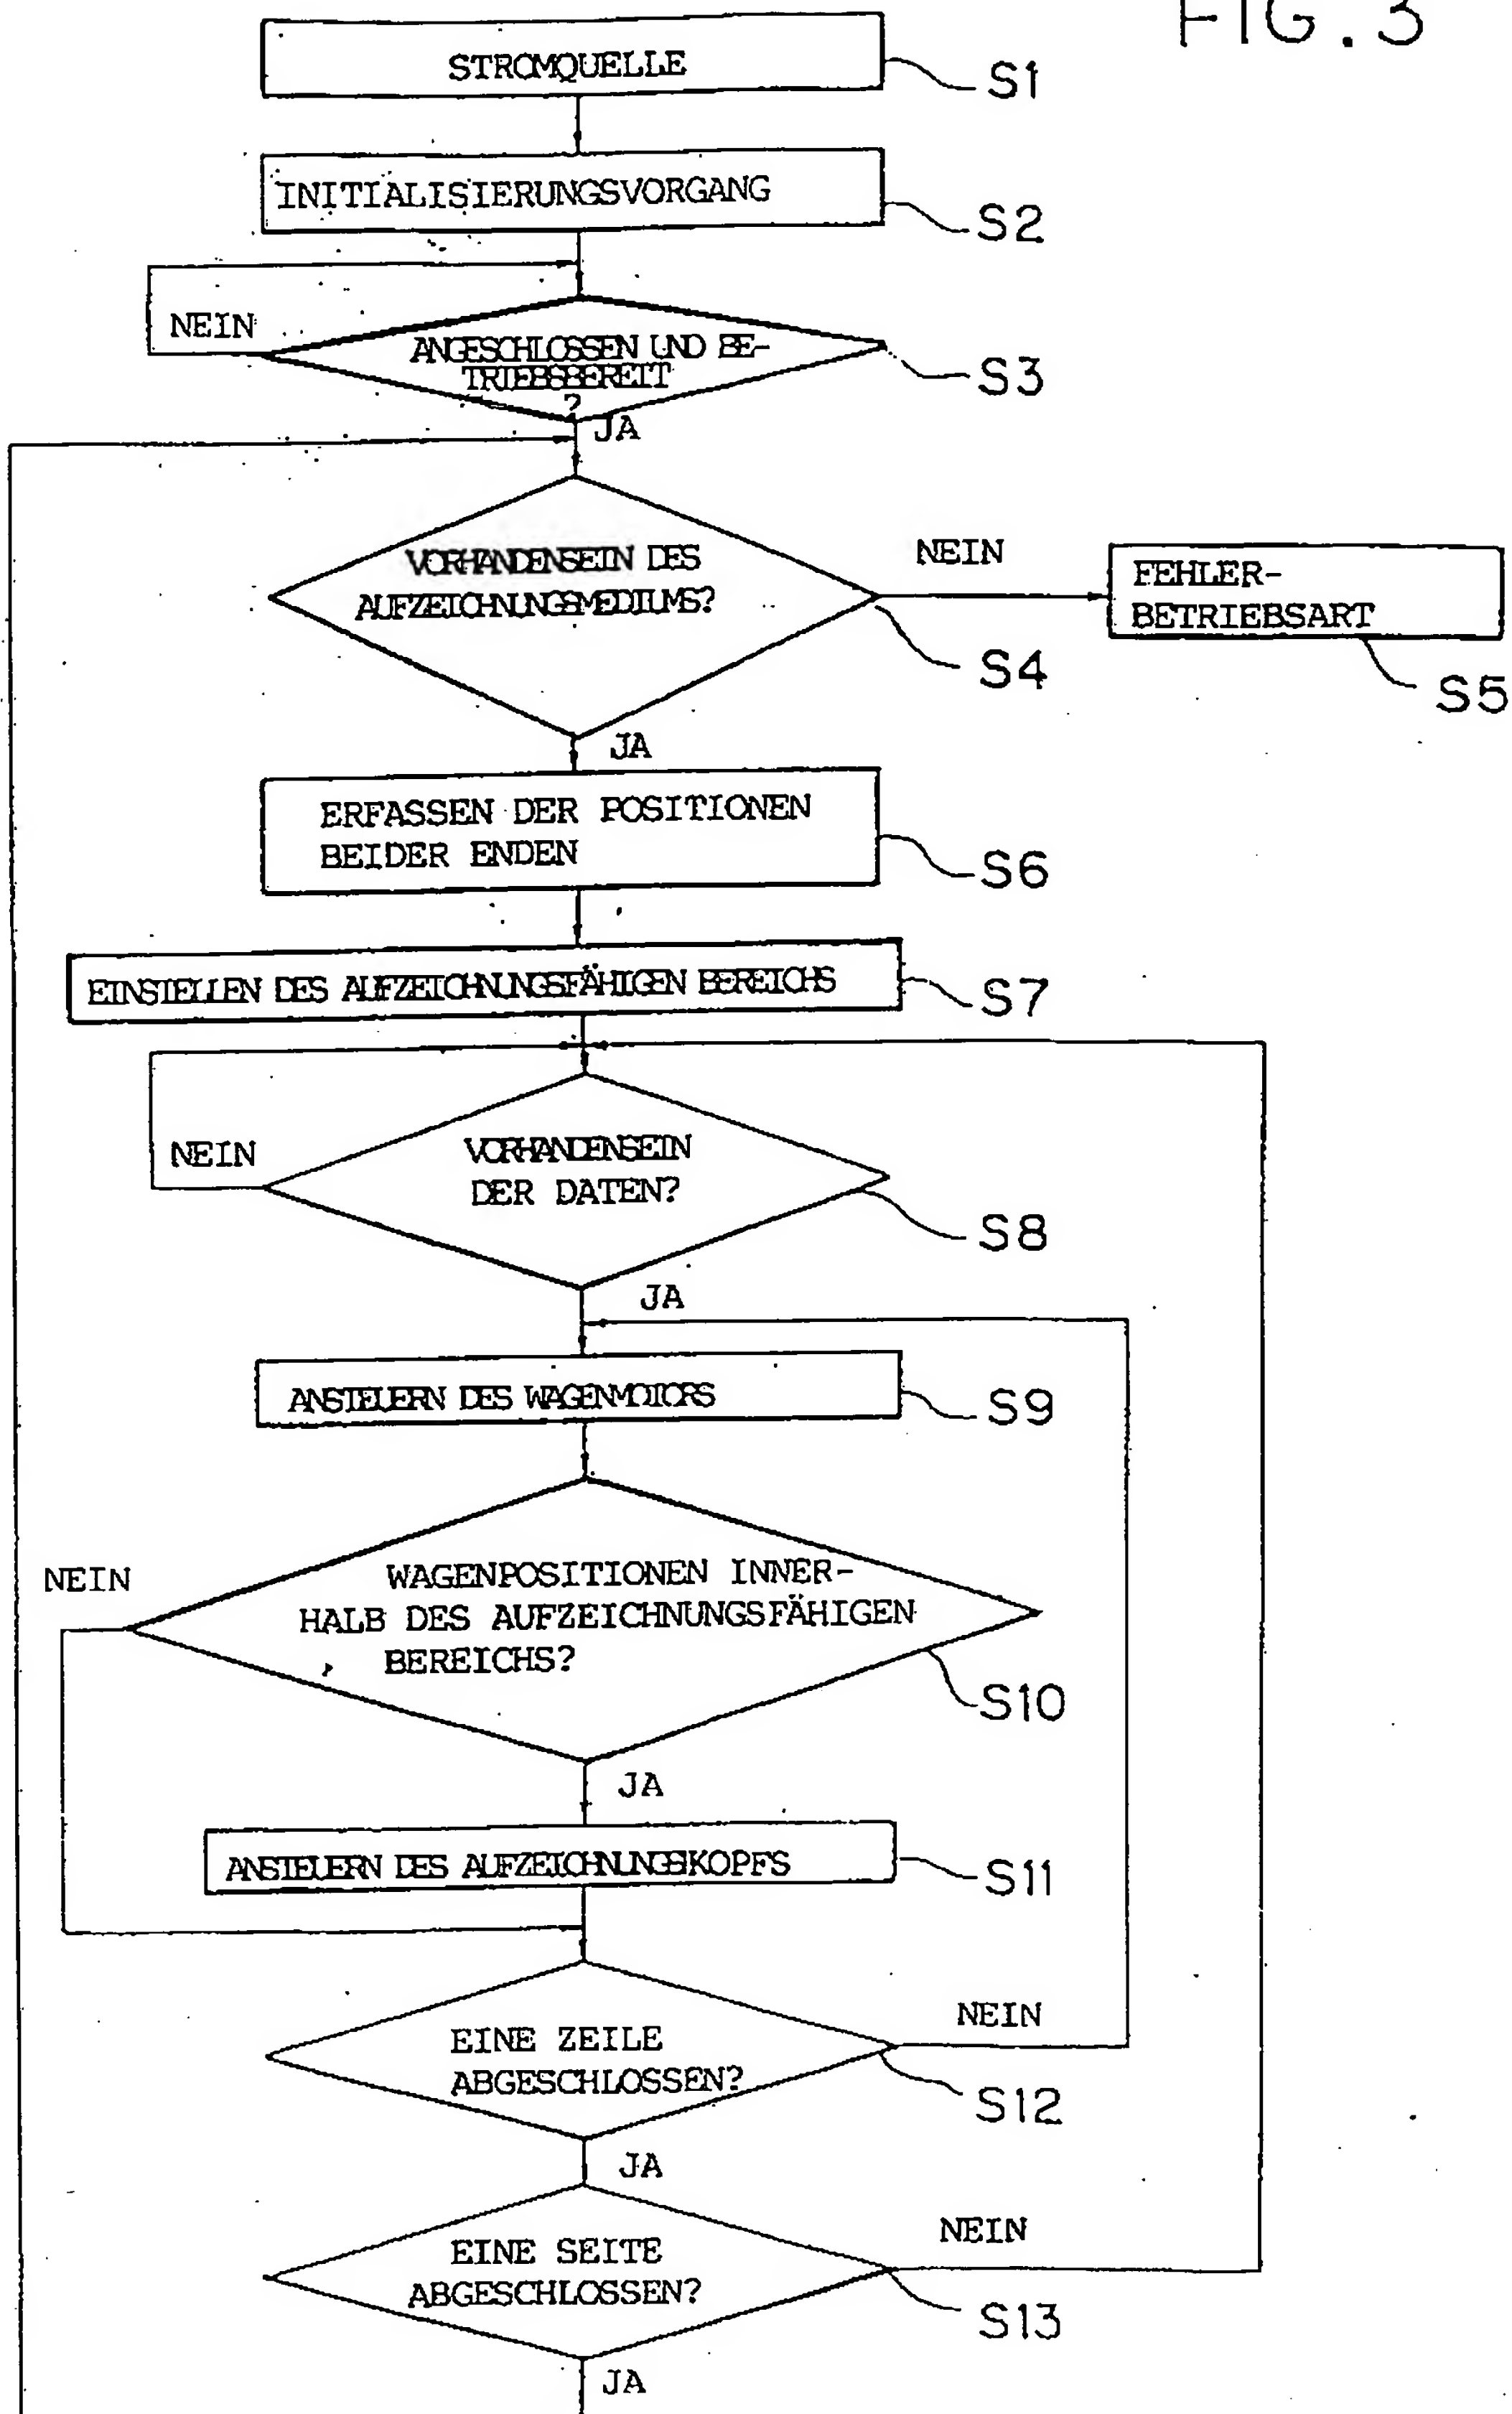 FIG. 3
STROMQUELLE
S1
INITIALISIERUNGSVORGANG
S2
NEIN
ANGESCHLOSSEN UND BE-
TRIEBSBEREIT
?
S3
JA
VORHANDENSEIN DES
AUFZEICHNUNGSMEDIUMS?
NEIN
S4
FEHLER-
BETRIEBSART
S5
JA
ERFASSEN DER POSITIONEN
BEIDER ENDEN
S6
EINSTELLEN DES AUFZEICHNUNGSFÄHIGEN BEREICHS
S7
NEIN
VORHANDENSEIN
DER DATEN?
S8
JA
ANSTEUERN DES WAGENMOTORS
S9
NEIN
WAGENPOSITIONEN INNER-
HALB DES AUFZEICHNUNGSFÄHIGEN
BEREICHS?
S10
JA
ANSTEUERN DES AUFZEICHNUNGSKOPFS
S11
EINE ZEILE
ABGESCHLOSSEN?
NEIN
S12
JA
EINE SEITE
ABGESCHLOSSEN?
NEIN
S13
JA